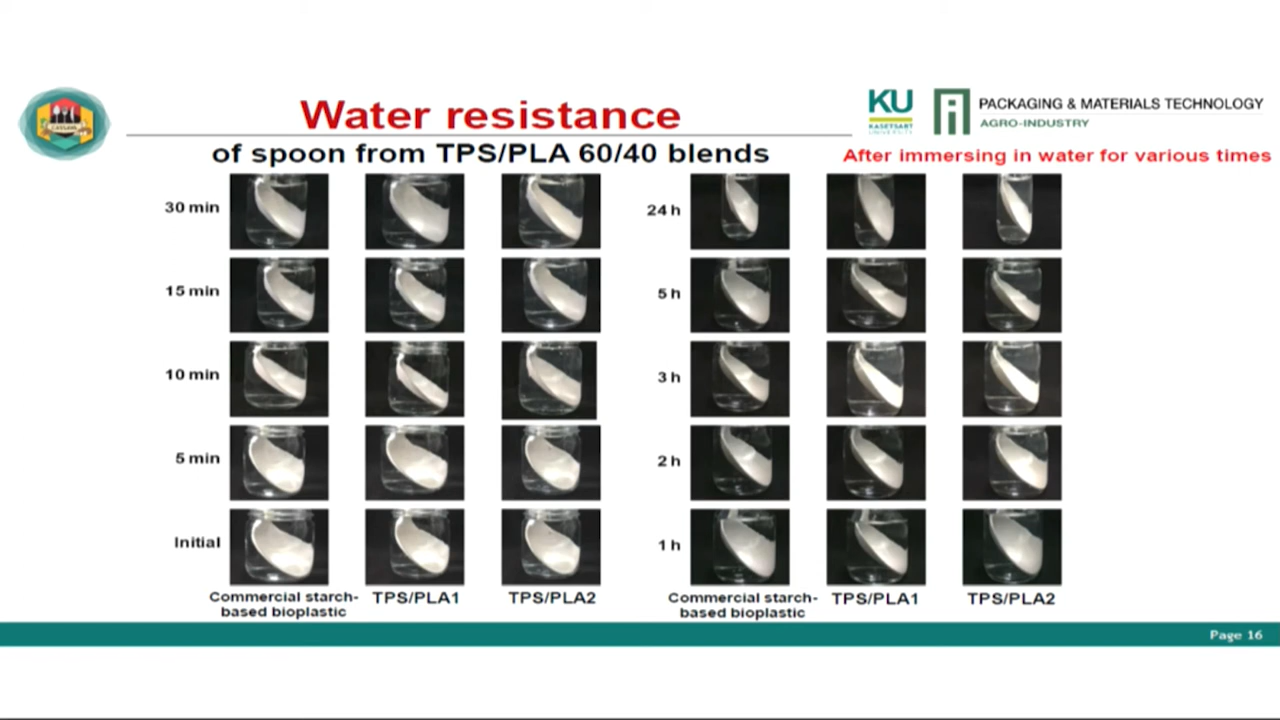 Water resistance
of spoon from TPS/PLA 60/40 blends
KU
KASETSART
UNIVERSITY
PACKAGING & MATERIALS TECHNOLOGY
AGRO-INDUSTRY
After immersing in water for various times
30 min
15 min
10 min
5 min
Initial
Commercial starch-
based bioplastic
TPS/PLA1
TPS/PLA2
24 h
5 h
3 h
2 h
1 h
Commercial starch-
based bioplastic
TPS/PLA1
TPS/PLA2
Page 16